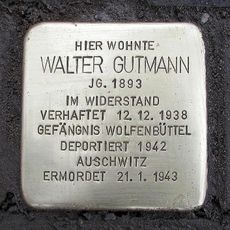 HIER WOHNTE
WALTER GUTMANN
JG. 1893
IM WIDERSTAND
VERHAFTET 12.12.1938
GEFÄNGNIS WOLFENBÜTTEL
DEPORTIERT 1942
AUSCHWITZ
ERMORDET 21.1.1943